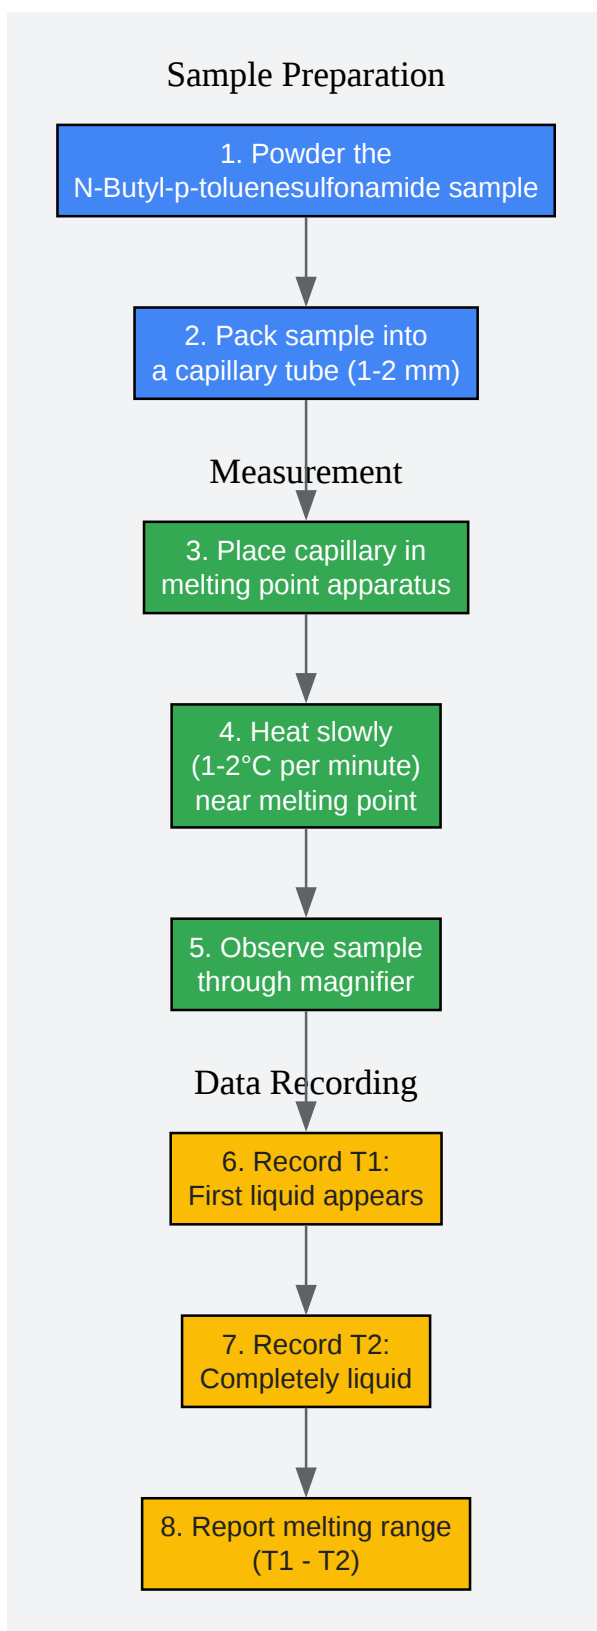 Sample Preparation
1. Powder the
N-Butyl-p-toluenesulfonamide sample
2. Pack sample into
a capillary tube (1-2 mm)
Measurement
3. Place capillary in
melting point apparatus
4. Heat slowly
(1-2°C per minute)
near melting point
5. Observe sample
through magnifier
Data Recording
6. Record T1:
First liquid appears
7. Record T2:
Completely liquid
8. Report melting range
(T1 - T2)